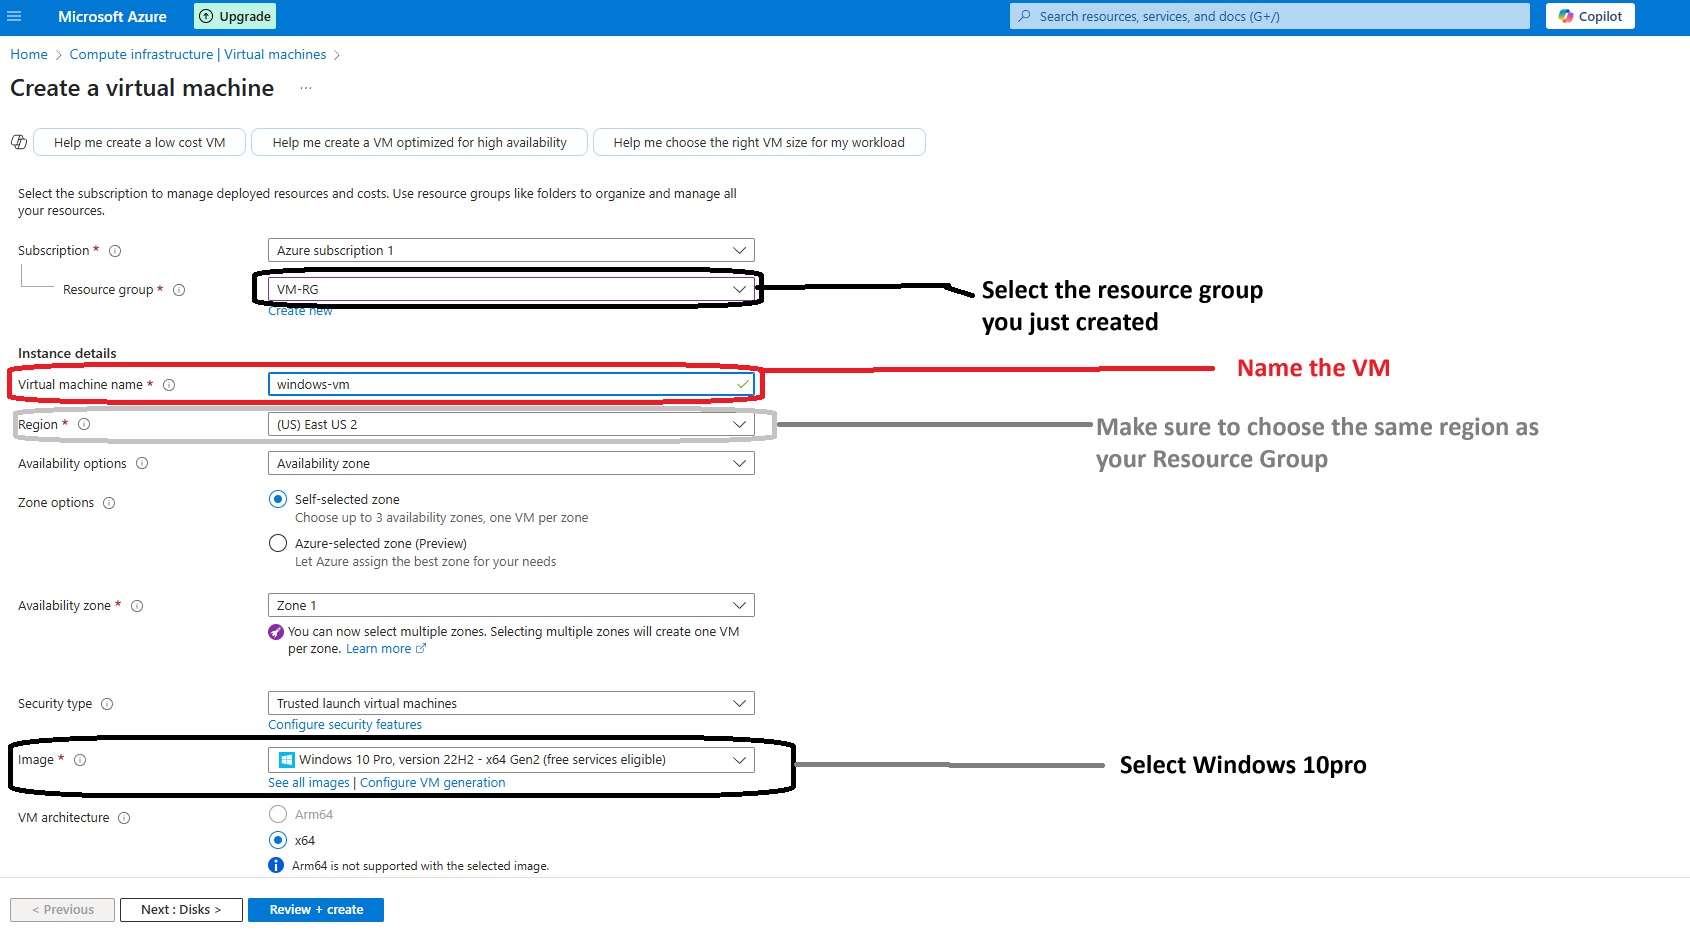 Microsoft Azure
Upgrade
Search resources, services, and docs (G+/)
Copilot
Home > Compute infrastructure | Virtual machines >
Create a virtual machine ...
Help me create a low cost VM
Help me create a VM optimized for high availability
Help me choose the right VM size for my workload
Select the subscription to manage deployed resources and costs. Use resource groups like folders to organize and manage all
your resources.
Subscription *
Azure subscription 1
Resource group *
VM-RG
Create new
Select the resource group
you just created
Instance details
Virtual machine name *
windows-vm
Name the VM
Region *
(US) East US 2
Make sure to choose the same region as
your Resource Group
Availability options
Availability zone
Zone options
Self-selected zone
Choose up to 3 availability zones, one VM per zone
Azure-selected zone (Preview)
Let Azure assign the best zone for your needs
Availability zone *
Zone 1
You can now select multiple zones. Selecting multiple zones will create one VM
per zone. Learn more
Security type
Trusted launch virtual machines
Configure security features
Image *
Windows 10 Pro, version 22H2 - x64 Gen2 (free services eligible)
See all images | Configure VM generation
Select Windows 10pro
VM architecture
Arm64
x64
Arm64 is not supported with the selected image.
< Previous
Next : Disks >
Review + create